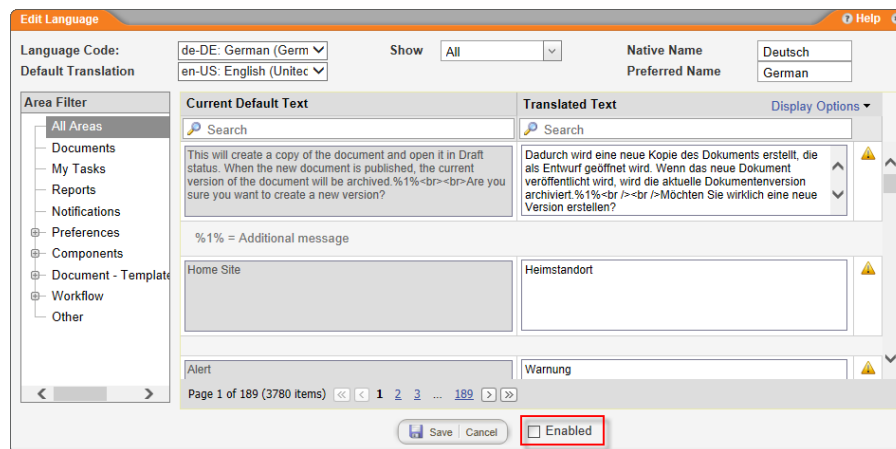 Edit Language
Help
Language Code:
de-DE: German (Germ
Show
All
Native Name
Deutsch
Default Translation
en-US: English (Unitec
Preferred Name
German
Area Filter
All Areas
Documents
My Tasks
Reports
Notifications
Preferences
Components
Document - Template
Workflow
Other
Current Default Text
Translated Text
Display Options
Search
Search
This will create a copy of the document and open it in Draft
status. When the new document is published, the current
version of the document will be archived.%1%<br><br>Are you
sure you want to create a new version?
Dadurch wird eine neue Kopie des Dokuments erstellt, die
als Entwurf geöffnet wird. Wenn das neue Dokument
veröffentlicht wird, wird die aktuelle Dokumentenversion
archiviert.%1%<br /><br />Möchten Sie wirklich eine neue
Version erstellen?
%1% = Additional message
Home Site
Heimstandort
Alert
Warnung
Page 1 of 189 (3780 items) 1 2 3 ... 189
Save
Cancel
Enabled